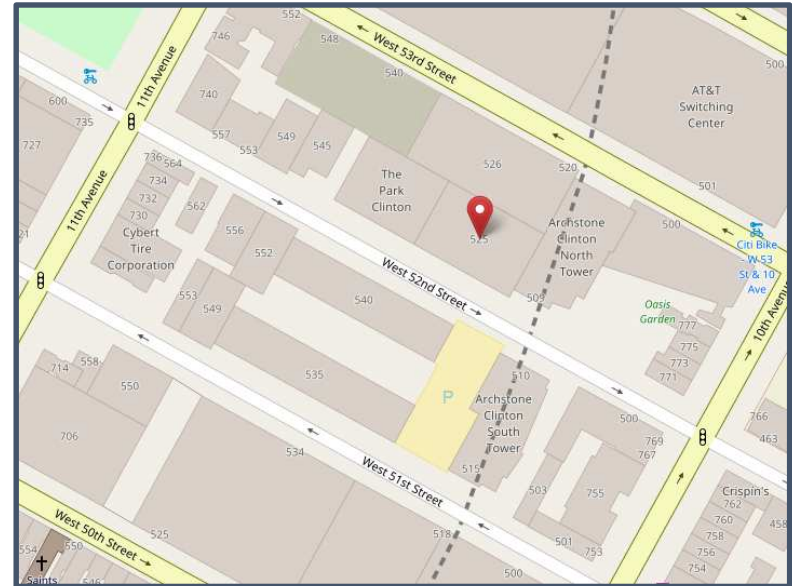 552
746
548
West 53rd Street
540
500
11th Avenue
600
735
727
740
557
553
549
545
AT&T
Switching
Center
The
Park
Clinton
526
520
501
736
564
734
732
730
562
556
552
Cybert
Tire
Corporation
11th Avenue
525
Archstone
Clinton
North
Tower
500
Citi Bike
- W 53
St & 10
Ave
West 52nd Street
509
Oasis
Garden
777
775
773
771
10th Avenue
553
549
540
535
P
510
Archstone
Clinton
South
Tower
515
500
769
767
766
463
714
558
550
706
534
West 51st Street
503
755
501
753
Crispin's
762
760
758
756
754
458
West 50th Street
525
518
500
554
550
Saints
546